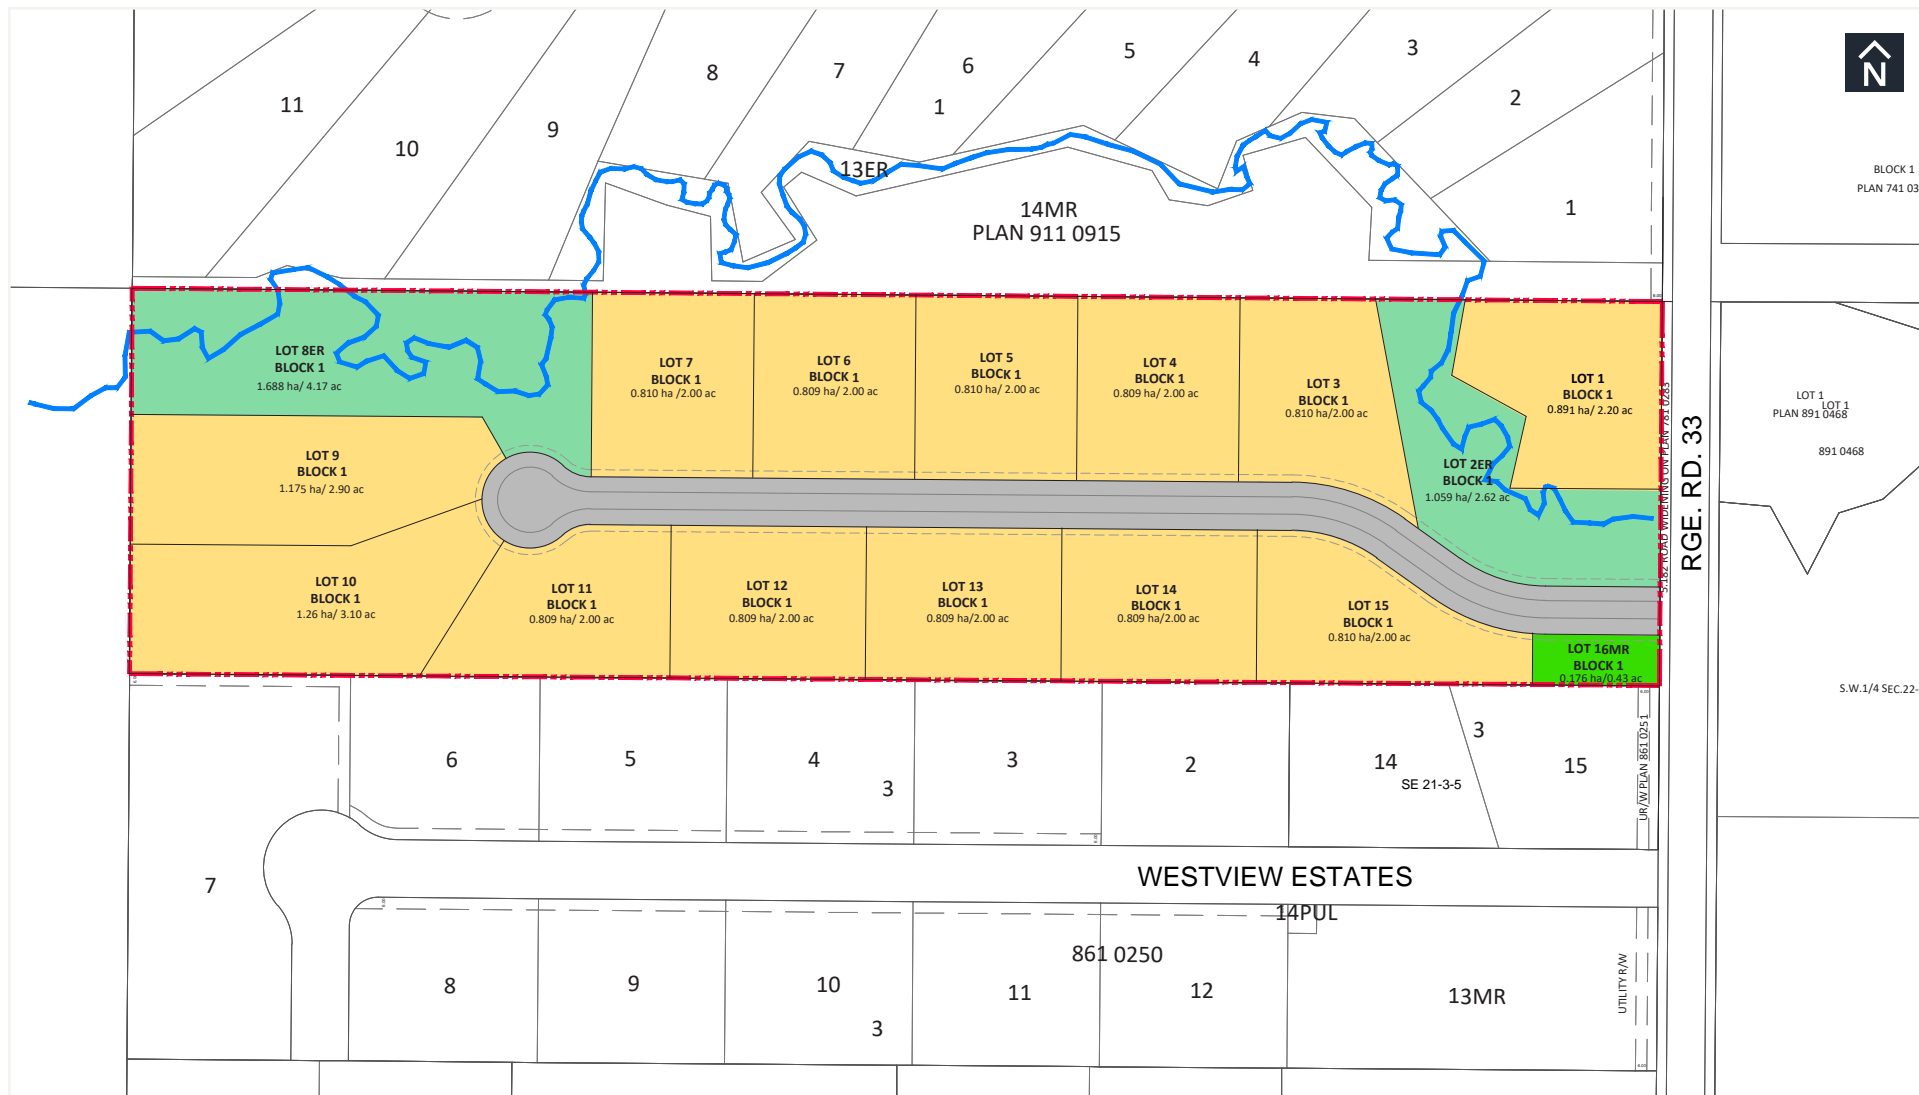 N
11
10
9
8
7
6
1
5
4
3
2
1
13ER
14MR
PLAN 911 0915
BLOCK 1
PLAN 741 03
LOT 8ER
BLOCK 1
1.688 ha/ 4.17 ac
LOT 7
BLOCK 1
0.810 ha /2.00 ac
LOT 6
BLOCK 1
0.809 ha/ 2.00 ac
LOT 5
BLOCK 1
0.810 ha/ 2.00 ac
LOT 4
BLOCK 1
0.809 ha/ 2.00 ac
LOT 3
BLOCK 1
0.810 ha/2.00 ac
LOT 1
BLOCK 1
0.891 ha/ 2.20 ac
LOT 2ER
BLOCK 1
1.059 ha/ 2.62 ac
5.182 ROAD WIDENING ON PLAN 781 0283
RGE. RD. 33
LOT 1
PLAN 891 0468
LOT 1
891 0468
LOT 9
BLOCK 1
1.175 ha/ 2.90 ac
LOT 10
BLOCK 1
1.26 ha/ 3.10 ac
LOT 11
BLOCK 1
0.809 ha/ 2.00 ac
LOT 12
BLOCK 1
0.809 ha/ 2.00 ac
LOT 13
BLOCK 1
0.809 ha/2.00 ac
LOT 14
BLOCK 1
0.809 ha/2.00 ac
LOT 15
BLOCK 1
0.810 ha/2.00 ac
LOT 16MR
BLOCK 1
0.176 ha/0.43 ac
S.W.1/4 SEC.22-
6
5
4
3
3
2
14
SE 21-3-5
3
15
UR/W PLAN 861 0251
7
WESTVIEW ESTATES
14PUL
861 0250
8
9
10
3
11
12
13MR
UTILITY R/W